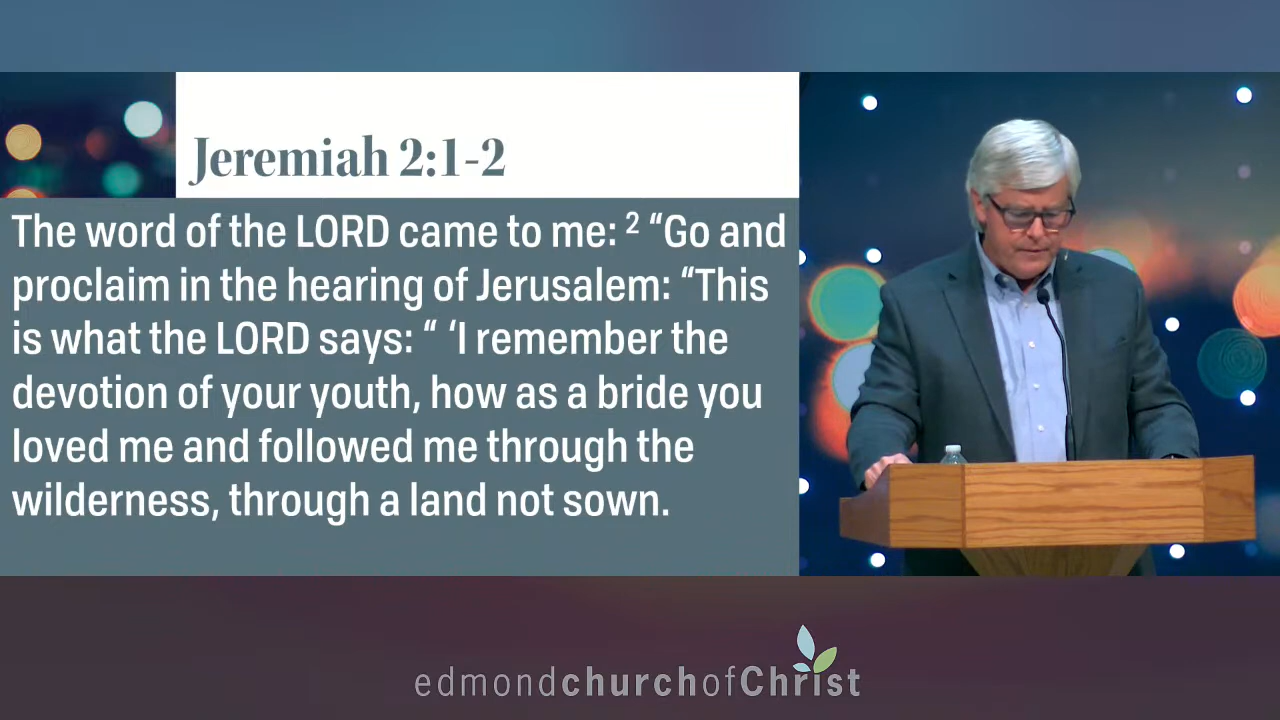 Jeremiah 2:1-2
The word of the LORD came to me: ² “Go and
proclaim in the hearing of Jerusalem: “This
is what the LORD says: “ ‘I remember the
devotion of your youth, how as a bride you
loved me and followed me through the
wilderness, through a land not sown.
edmondchurchofChrist